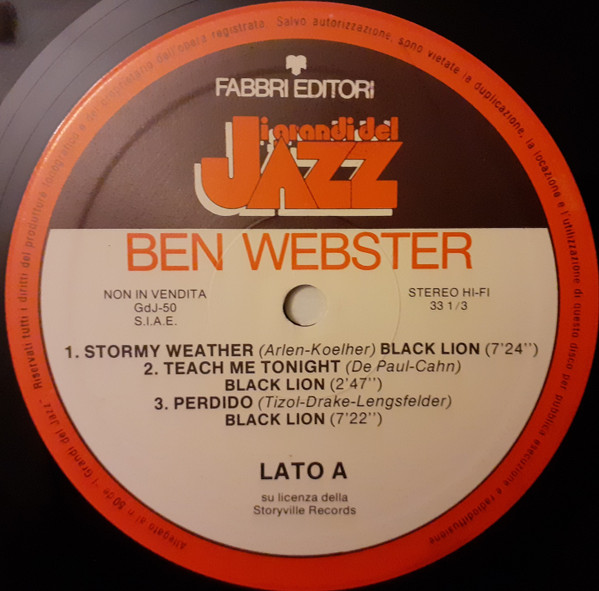 FABBRI EDITORI
i grandi del
JAZZ
BEN WEBSTER
NON IN VENDITA
GdJ-50
S.I.A.E.
STEREO HI-FI
33 1/3
1. STORMY WEATHER (Arlen-Koelher) BLACK LION (7'24'')
2. TEACH ME TONIGHT (De Paul-Cahn)
BLACK LION (2'47'')
3. PERDIDO (Tizol-Drake-Lengsfelder)
BLACK LION (7'22'')
LATO A
su licenza della
Storyville Records
Allegato al n. 50 de "I Grandi del Jazz" Riservati tutti i diritti del produttore fonografico e del proprietario dell'opera registrata. Salvo autorizzazione, sono vietate la duplicazione, la locazione e l'utilizzazione di questo disco per pubblica esecuzione e radiodiffusione